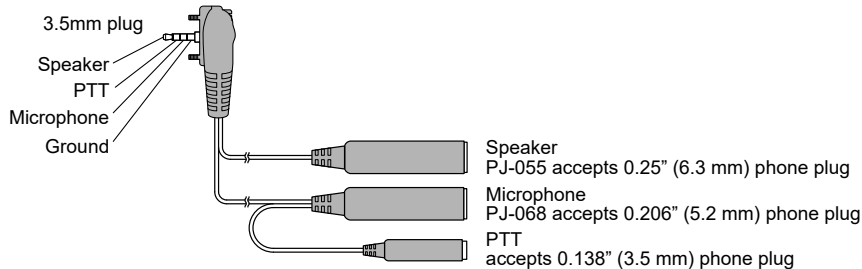 3.5mm plug
Speaker
PTT
Microphone
Ground
Speaker
PJ-055 accepts 0.25” (6.3 mm) phone plug
Microphone
PJ-068 accepts 0.206” (5.2 mm) phone plug
PTT
accepts 0.138” (3.5 mm) phone plug